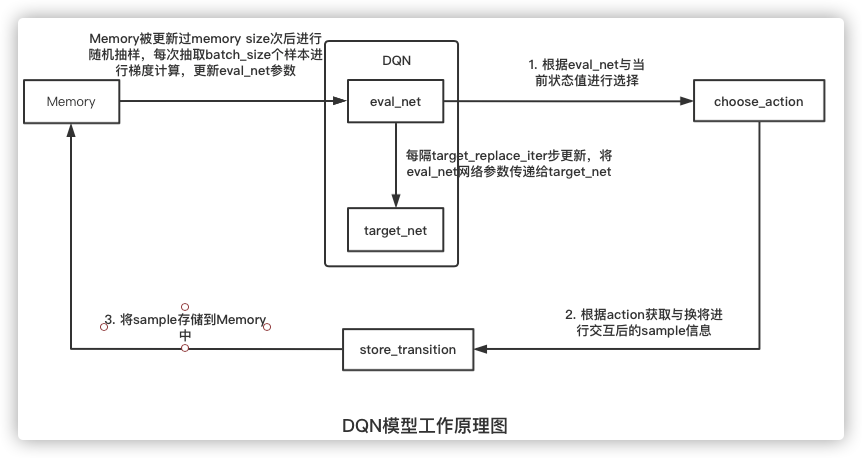 Memory被更新过memory size次后进行
随机抽样，每次抽取batch_size个样本进
行梯度计算，更新eval_net参数
DQN
1. 根据eval_net与当
前状态值进行选择
Memory
eval_net
choose_action
每隔target_replace_iter步更新，将
eval_net网络参数传递给target_net
target_net
3. 将sample存储到Memory
中
2. 根据action获取与换将进
行交互后的sample信息
store_transition
DQN模型工作原理图